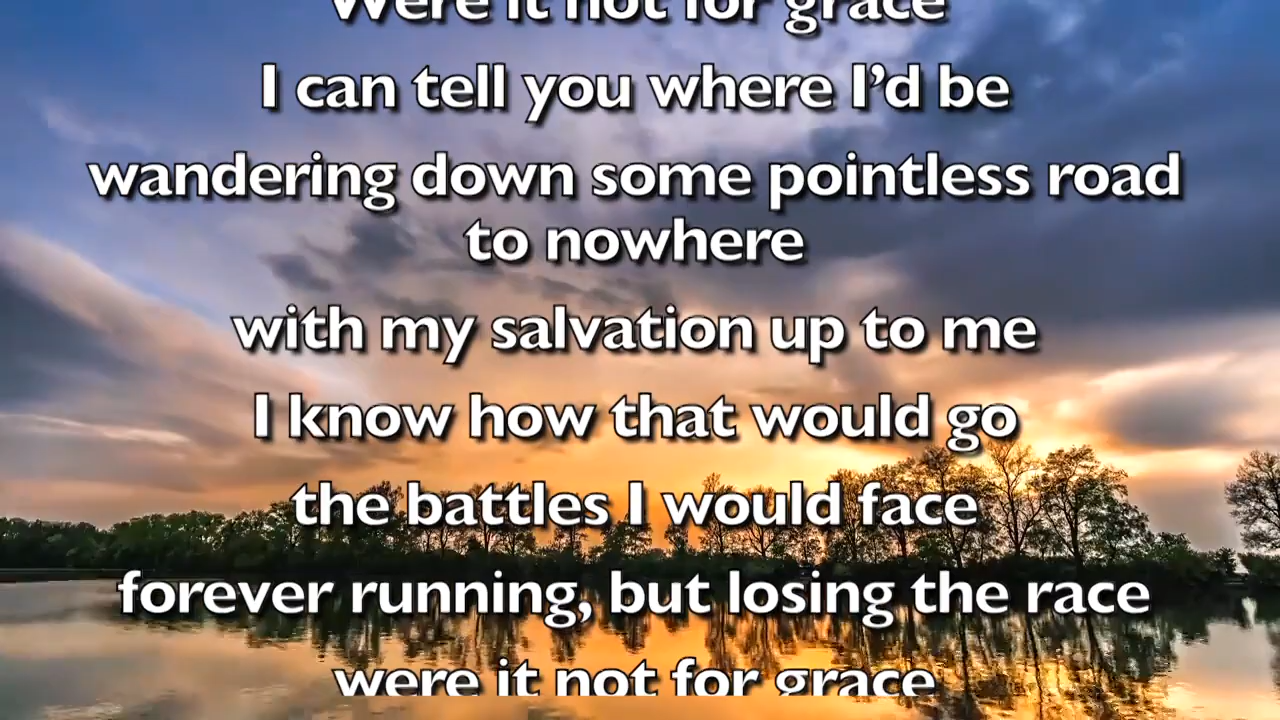 Were it not for grace
I can tell you where I’d be
wandering down some pointless road
to nowhere
with my salvation up to me
I know how that would go
the battles I would face
forever running, but losing the race
were it not for grace